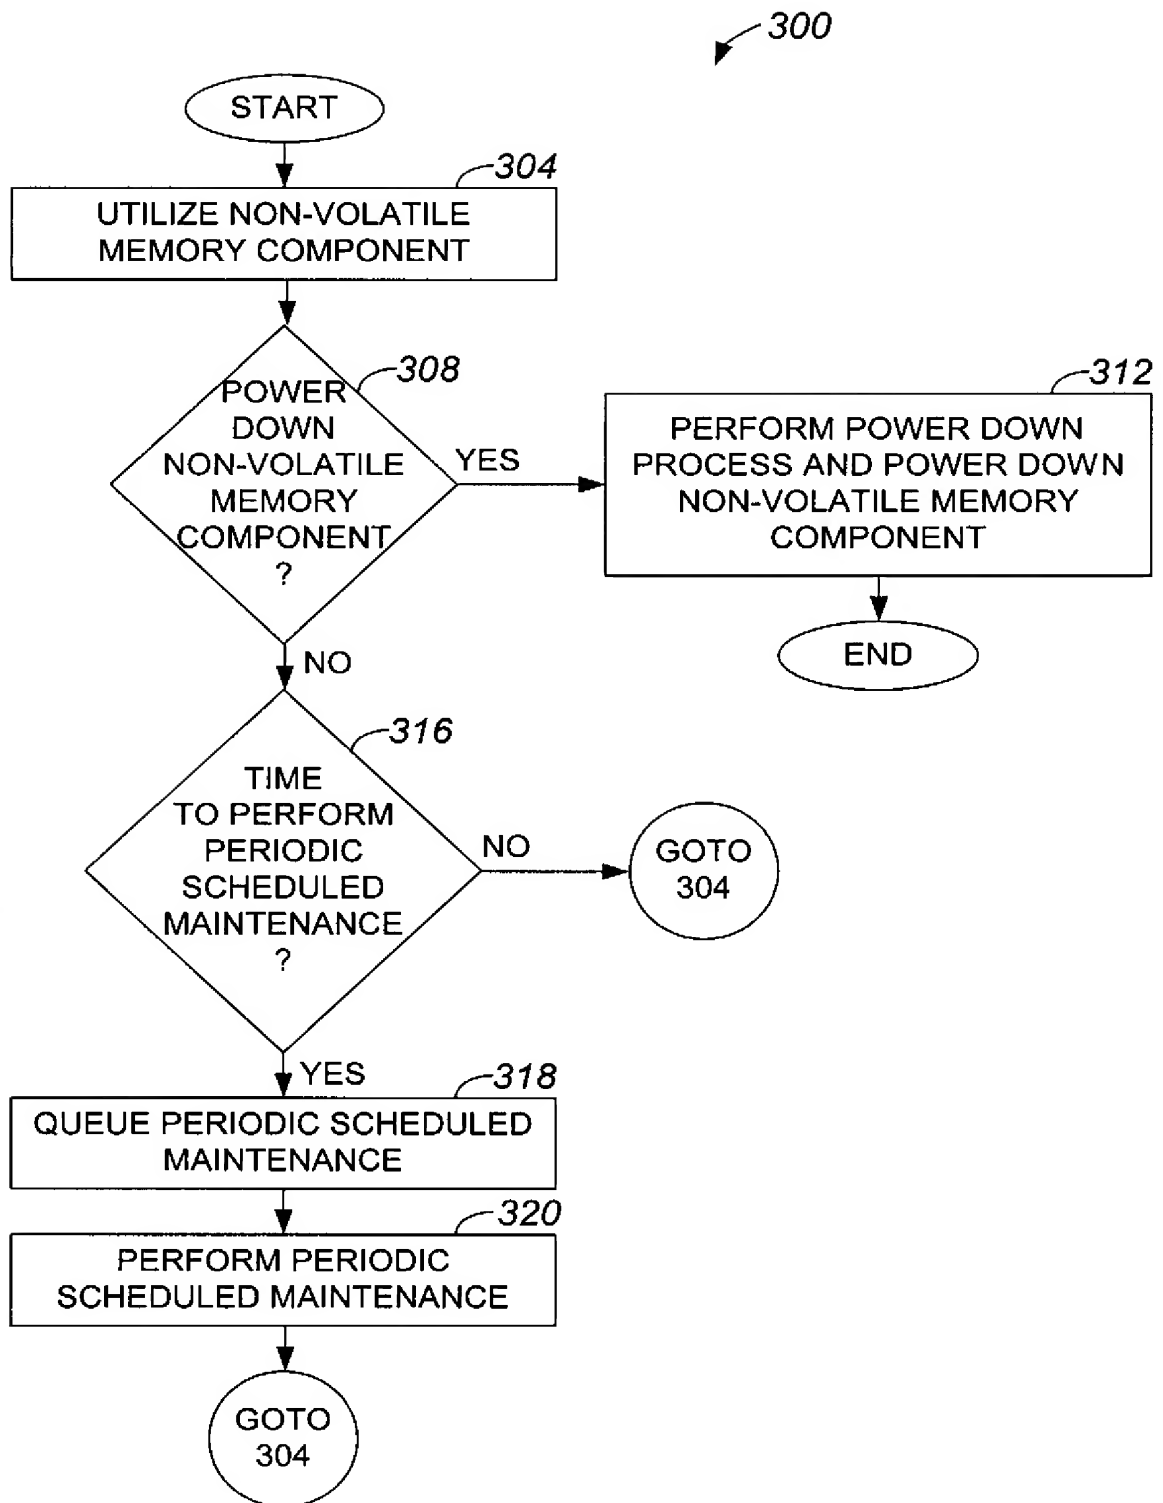 300
START
304
UTILIZE NON-VOLATILE
MEMORY COMPONENT
308
POWER
DOWN
NON-VOLATILE
MEMORY
COMPONENT
?
YES
312
PERFORM POWER DOWN
PROCESS AND POWER DOWN
NON-VOLATILE MEMORY
COMPONENT
END
NO
316
TIME
TO PERFORM
PERIODIC
SCHEDULED
MAINTENANCE
?
NO
GOTO
304
YES
318
QUEUE PERIODIC SCHEDULED
MAINTENANCE
320
PERFORM PERIODIC
SCHEDULED MAINTENANCE
GOTO
304